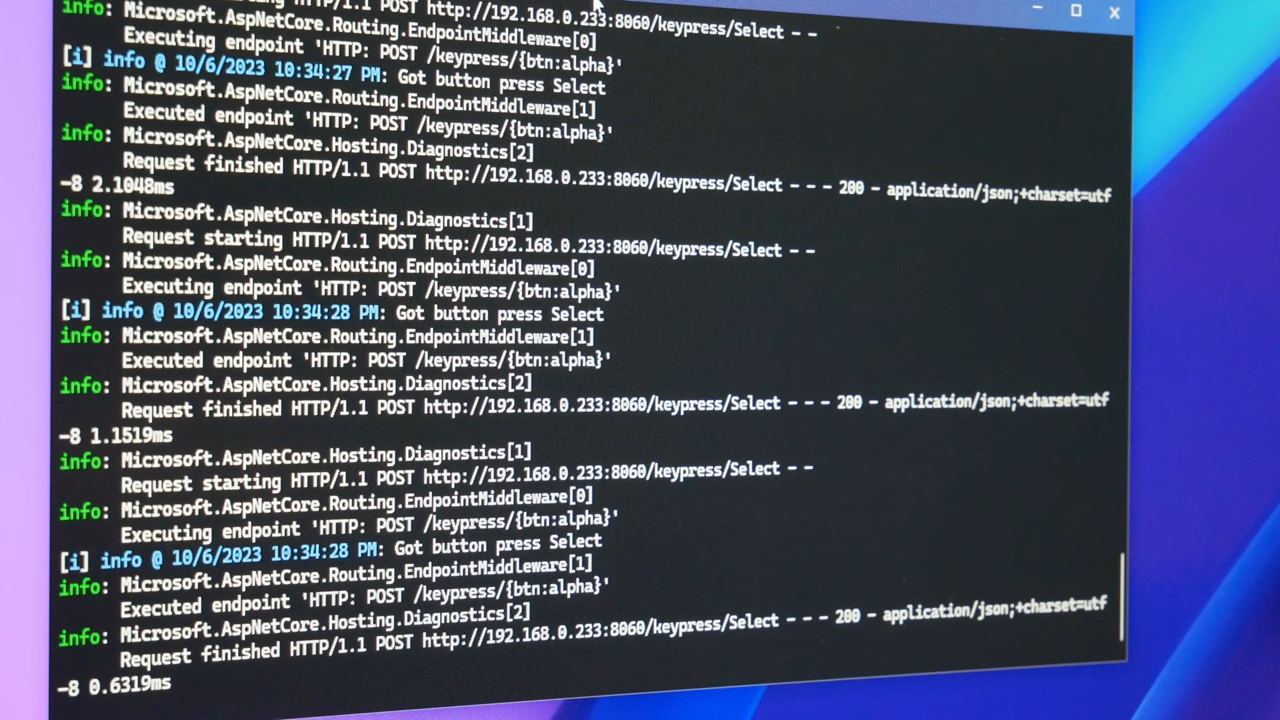 info: 
POST http://192.168.0.233:8060/keypress/Select - -
Microsoft.AspNetCore.Routing.EndpointMiddleware[0]
Executing endpoint 'HTTP: POST /keypress/{btn:alpha}'
[i] info @ 10/6/2023 10:34:27 PM: Got button press Select
info: Microsoft.AspNetCore.Routing.EndpointMiddleware[1]
Executed endpoint 'HTTP: POST /keypress/{btn:alpha}'
info: Microsoft.AspNetCore.Hosting.Diagnostics[2]
Request finished HTTP/1.1 POST http://192.168.0.233:8060/keypress/Select - - - 200 - application/json;+charset=utf
-8 2.1048ms
info: Microsoft.AspNetCore.Hosting.Diagnostics[1]
Request starting HTTP/1.1 POST http://192.168.0.233:8060/keypress/Select - -
info: Microsoft.AspNetCore.Routing.EndpointMiddleware[0]
Executing endpoint 'HTTP: POST /keypress/{btn:alpha}'
[i] info @ 10/6/2023 10:34:28 PM: Got button press Select
info: Microsoft.AspNetCore.Routing.EndpointMiddleware[1]
Executed endpoint 'HTTP: POST /keypress/{btn:alpha}'
info: Microsoft.AspNetCore.Hosting.Diagnostics[2]
Request finished HTTP/1.1 POST http://192.168.0.233:8060/keypress/Select - - - 200 - application/json;+charset=utf
-8 1.1519ms
info: Microsoft.AspNetCore.Hosting.Diagnostics[1]
Request starting HTTP/1.1 POST http://192.168.0.233:8060/keypress/Select - -
info: Microsoft.AspNetCore.Routing.EndpointMiddleware[0]
Executing endpoint 'HTTP: POST /keypress/{btn:alpha}'
[i] info @ 10/6/2023 10:34:28 PM: Got button press Select
info: Microsoft.AspNetCore.Routing.EndpointMiddleware[1]
Executed endpoint 'HTTP: POST /keypress/{btn:alpha}'
info: Microsoft.AspNetCore.Hosting.Diagnostics[2]
Request finished HTTP/1.1 POST http://192.168.0.233:8060/keypress/Select - - - 200 - application/json;+charset=utf
-8 0.6319ms